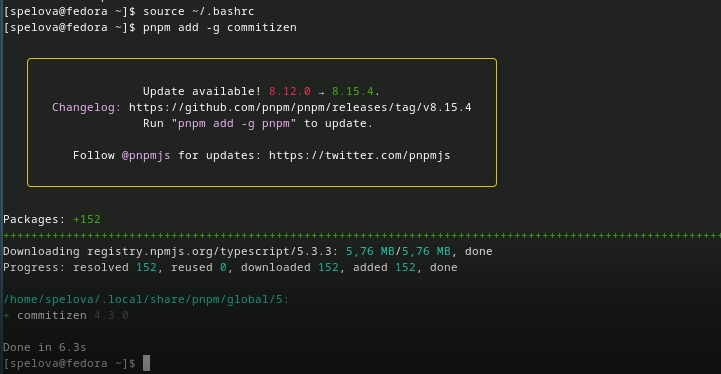 [spelova@fedora ~]$ source ~/.bashrc
[spelova@fedora ~]$ pnpm add -g commitizen
Update available! 8.12.0 → 8.15.4.
Changelog: https://github.com/pnpm/pnpm/releases/tag/v8.15.4
Run "pnpm add -g pnpm" to update.
Follow @pnpmjs for updates: https://twitter.com/pnpmjs
Packages: +152
+++++++++++++++++++++++++++++++++++++++++++++++++++++++++++++++++++++++++++++++++++++++++++++++++++++++
Downloading registry.npmjs.org/typescript/5.3.3: 5,76 MB/5,76 MB, done
Progress: resolved 152, reused 0, downloaded 152, added 152, done
/home/spelova/.local/share/pnpm/global/5:
+ commitizen 4.3.0
Done in 6.3s
[spelova@fedora ~]$